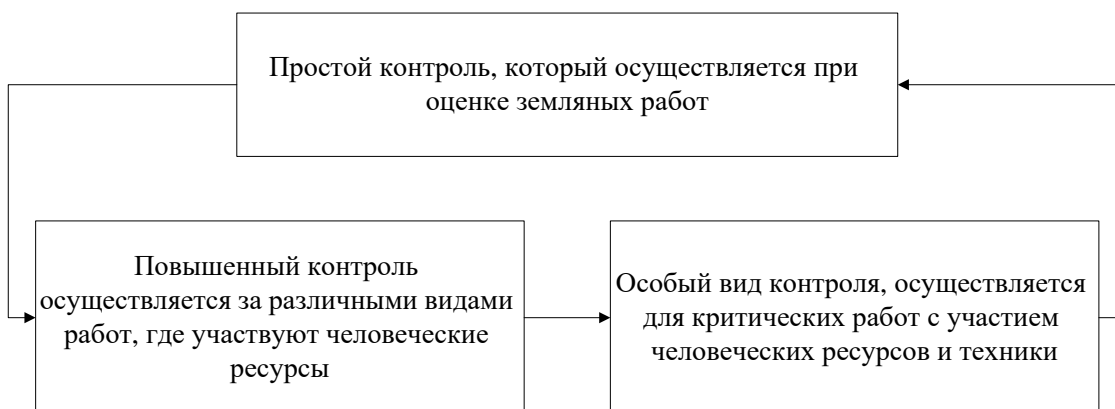 Простой контроль, который осуществляется при
оценке земляных работ
Повышенный контроль
осуществляется за различными видами
работ, где участвуют человеческие
ресурсы
Особый вид контроля, осуществляется
для критических работ с участием
человеческих ресурсов и техники